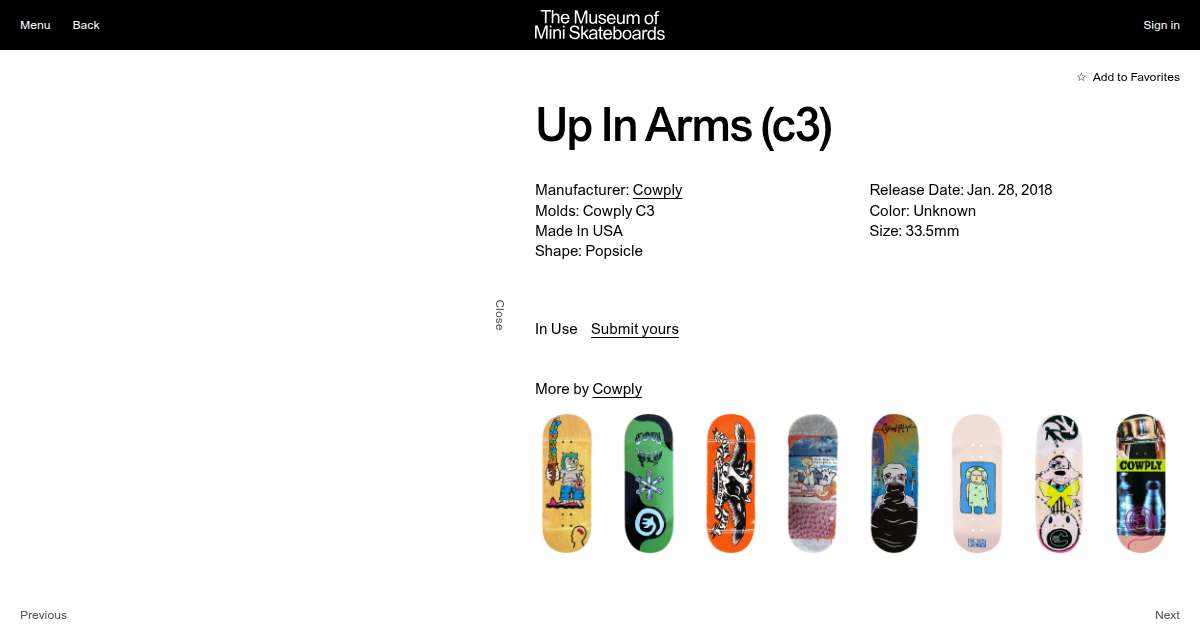 Menu
Back
The Museum of
Mini Skateboards
Sign in
☆ Add to Favorites
Up In Arms (c3)
Manufacturer: Cowply
Molds: Cowply C3
Made In USA
Shape: Popsicle
Release Date: Jan. 28, 2018
Color: Unknown
Size: 33.5mm
Close
In Use Submit yours
More by Cowply
COWPLY
Previous
Next